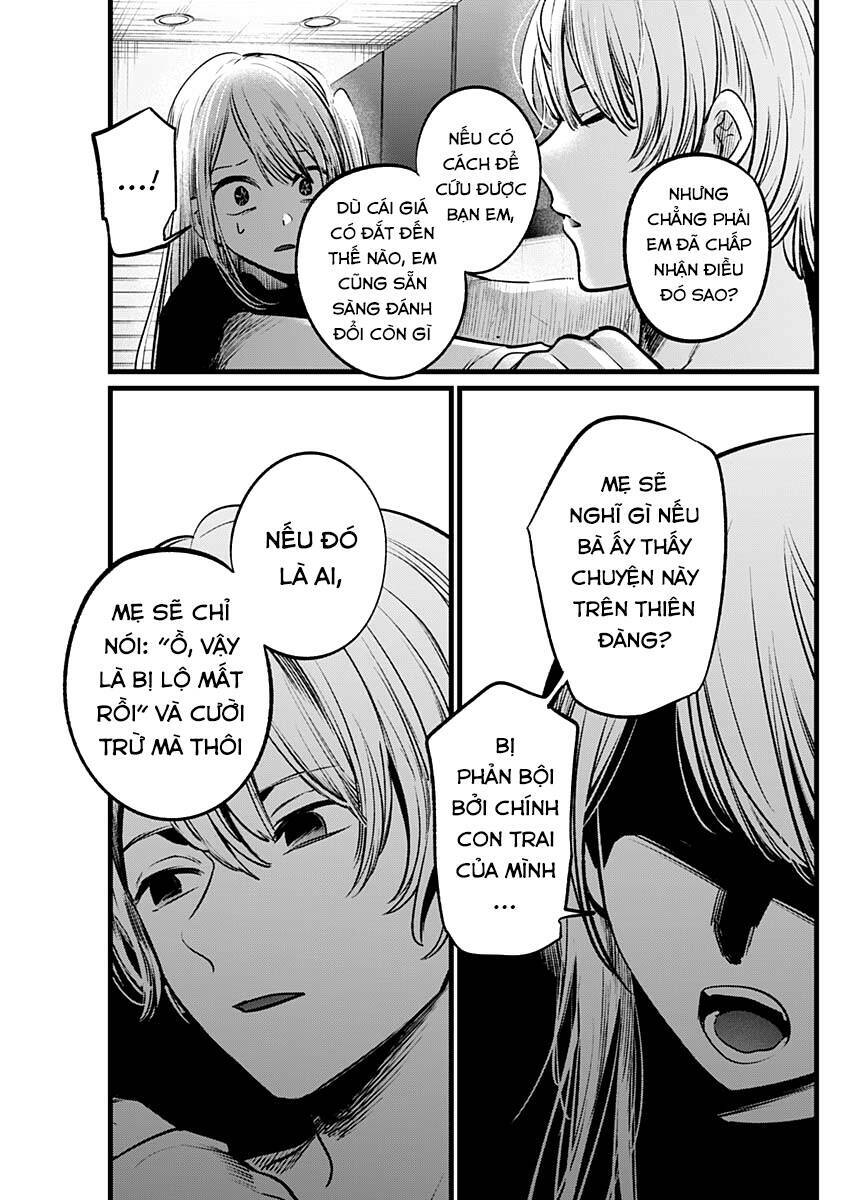 NHƯNG
CHẲNG PHẢI
EM ĐÃ CHẤP
NHẬN ĐIỀU
ĐÓ SAO?
NẾU CÓ
CÁCH ĐỂ
CỨU ĐƯỢC
BẠN EM,
DÙ CÁI GIÁ
CÓ ĐẮT ĐẾN
THẾ NÀO, EM
CŨNG SẴN
SÀNG ĐÁNH
ĐỔI CÒN GÌ
...!
MẸ SẼ
NGHĨ GÌ NẾU
BÀ ẤY THẤY
CHUYỆN NÀY
TRÊN THIÊN
ĐÀNG?
BỊ
PHẢN BỘI
BỞI CHÍNH
CON TRAI
CỦA MÌNH
...
NẾU ĐÓ
LÀ AI,
MẸ SẼ CHỈ
NÓI: “Ồ, VẬY
LÀ BỊ LỘ MẤT
RỒI” VÀ CƯỜI
TRỪ MÀ THÔI